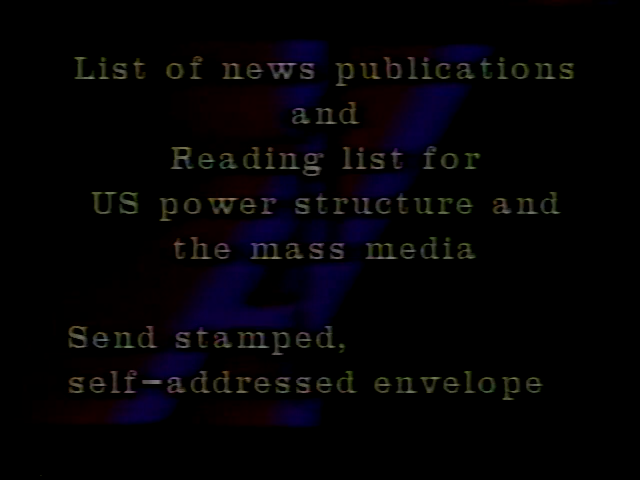 List of news publications
and
Reading list for
US power structure and
the mass media
Send stamped,
self-addressed envelope